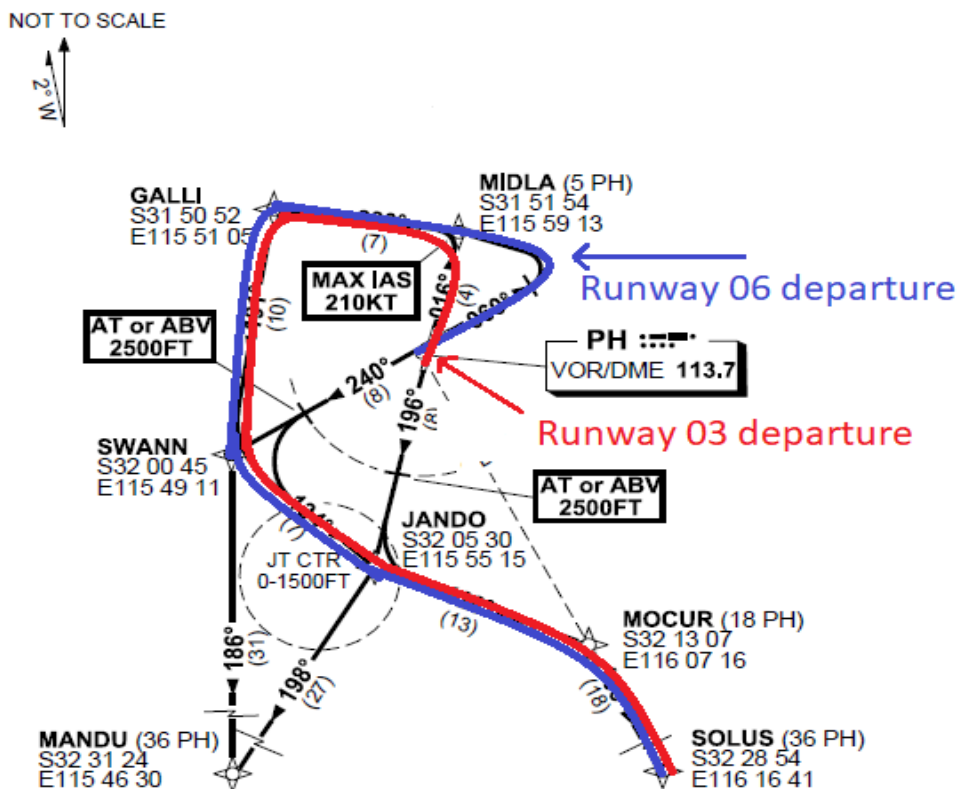 NOT TO SCALE
2° W
GALLI
S31 50 52
E115 51 05
MIDLA (5 PH)
S31 51 54
E115 59 13
(7)
MAX IAS
210KT
016°
(4)
Runway 06 departure
(10)
AT or ABV
2500FT
PH
VOR/DME 113.7
240°
(8)
196°
Runway 03 departure
SWANN
S32 00 45
E115 49 11
AT or ABV
2500FT
JANDO
S32 05 30
E115 55 15
JT CTR
0-1500FT
(13)
MOCUR (18 PH)
S32 13 07
E116 07 16
186°
(31)
198°
(27)
(18)
MANDU (36 PH)
S32 31 24
E115 46 30
SOLUS (36 PH)
S32 28 54
E116 16 41